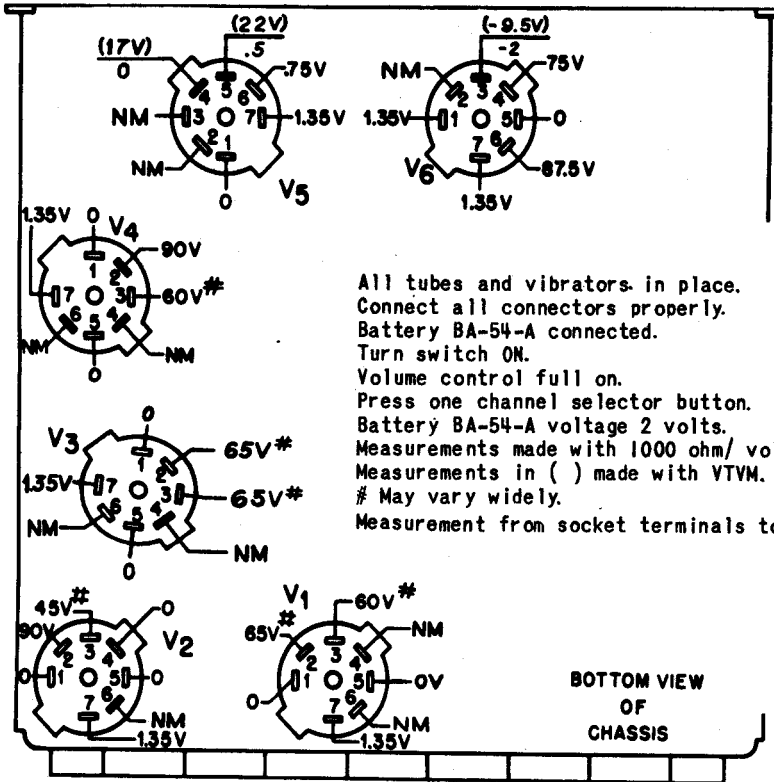 (22V)
.5
(-9.5V)
-2
(17V)
0
.75V
NM
75V
4 5 6
2 3 4
NM 3 7 1.35V
1.35V 1 5 0
2 1
7 6
NM
V5
V6
87.5V
0
1.35V
0
1.35V
V4
90V
1 2
7 3 60V#
6 5 4
NM
NM
0
All tubes and vibrators. in place.
Connect all connectors properly.
Battery BA-54-A connected.
Turn switch ON.
Volume control full on.
Press one channel selector button.
Battery BA-54-A voltage 2 volts.
Measurements made with 1000 ohm/ vo
Measurements in ( ) made with VTVM.
# May vary widely.
Measurement from socket terminals to
0
V3
65V#
1 2
1.35V 7 3 65V#
6 5 4
NM
NM
0
45V#
0
90V
V2
2 3 4
0 1 5 0
7 6
NM
1.35V
V1
60V#
65V#
NM
2 3 4
0 1 5 0V
7 6
NM
1.35V
BOTTOM VIEW
OF
CHASSIS